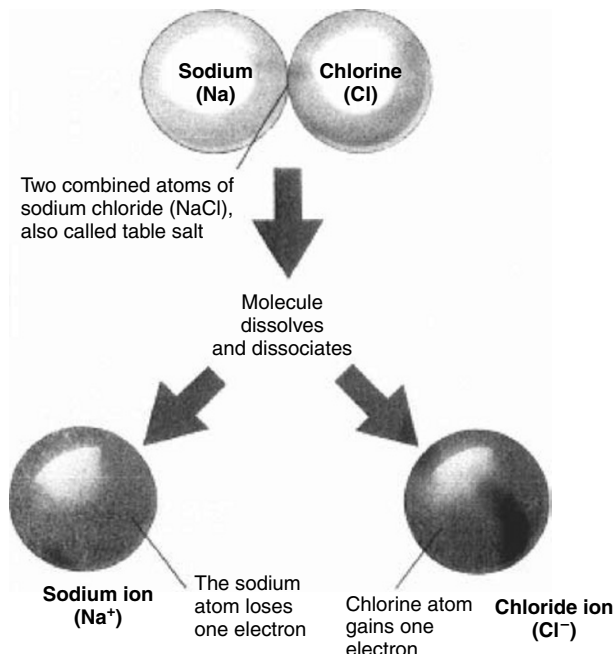 Sodium
(Na)
Chlorine
(Cl)
Two combined atoms of
sodium chloride (NaCl),
also called table salt
Molecule
dissolves
and dissociates
Sodium ion
(Na⁺)
The sodium
atom loses
one electron
Chlorine atom
gains one
electron
Chloride ion
(Cl⁻)